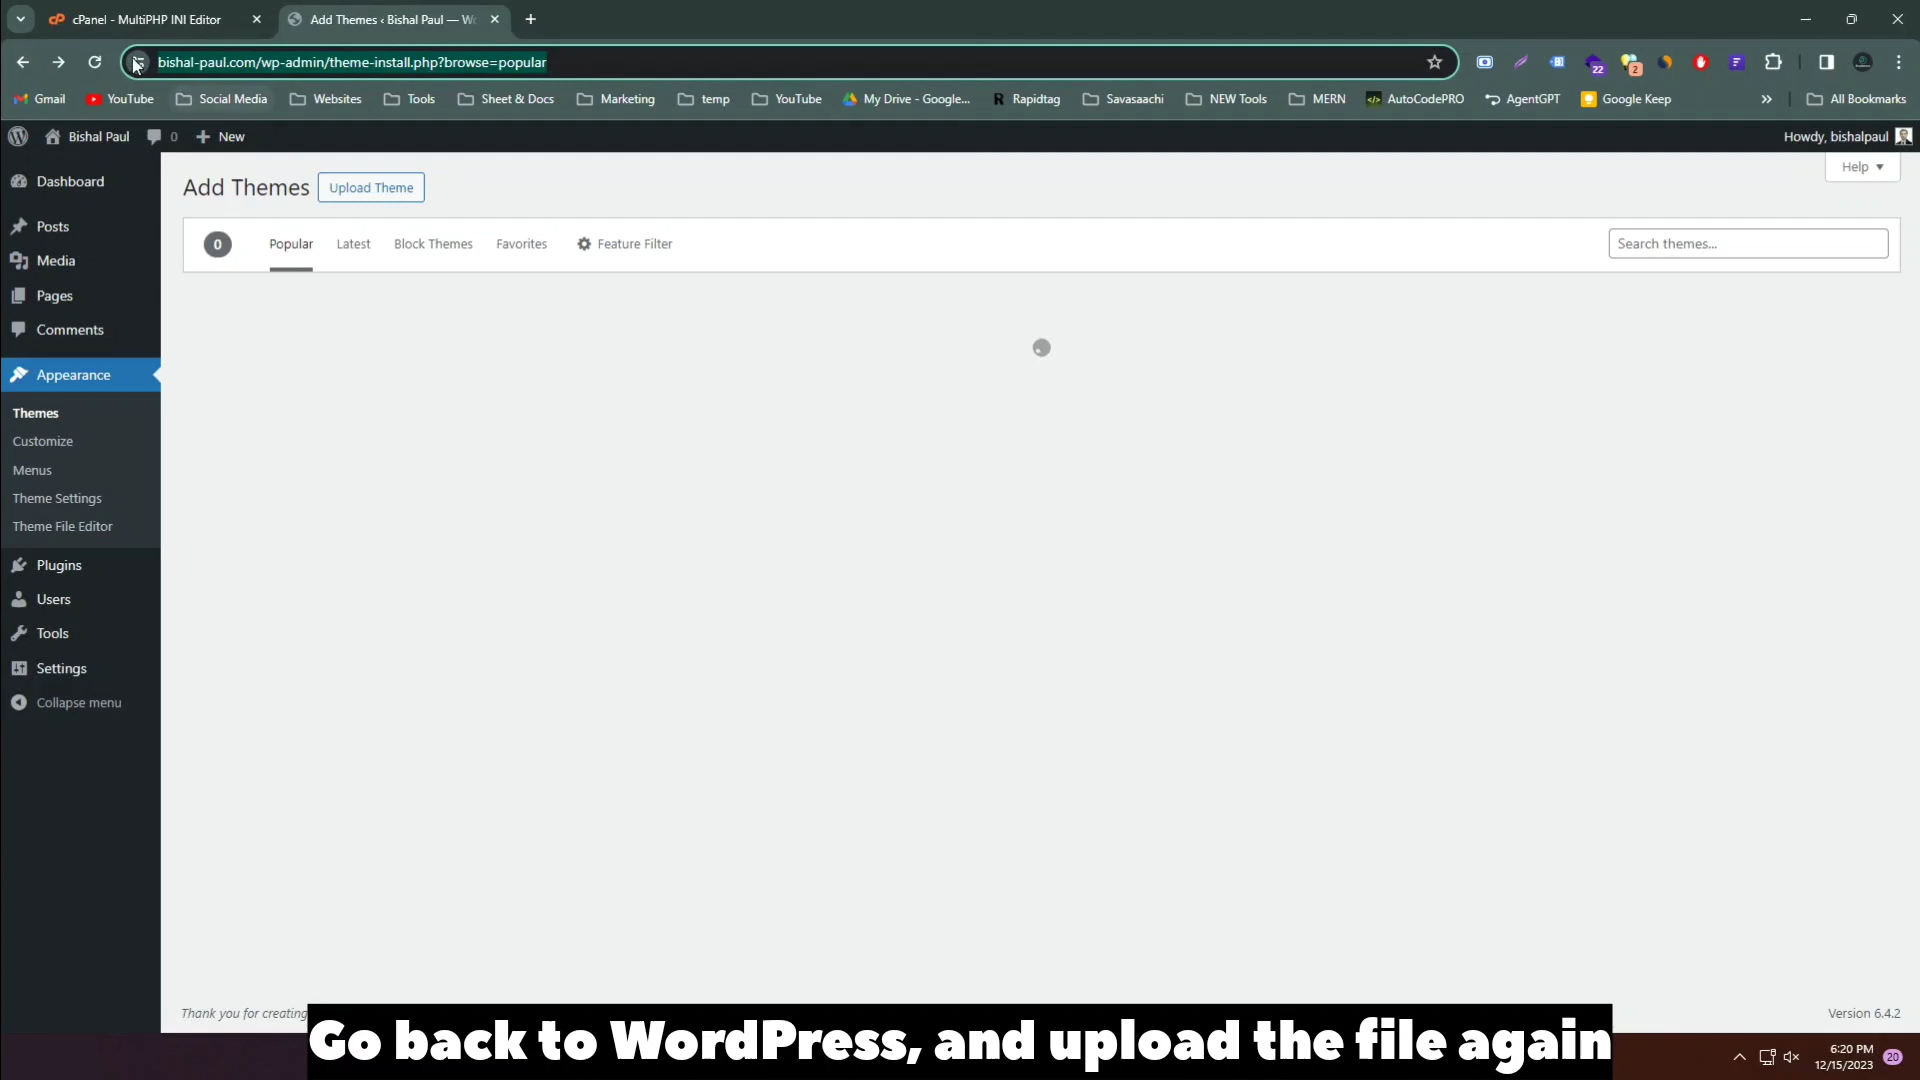 cPanel - MultiPHP INI Editor
Add Themes ‹ Bishal Paul — Wo
bishal-paul.com/wp-admin/theme-install.php?browse=popular
22
2
Gmail
YouTube
Social Media
Websites
Tools
Sheet & Docs
Marketing
temp
YouTube
My Drive - Google...
Rapidtag
Savasaachi
NEW Tools
MERN
AutoCodePRO
AgentGPT
Google Keep
All Bookmarks
Bishal Paul
0
New
Howdy, bishalpaul
Help
Add Themes
Upload Theme
0
Popular
Latest
Block Themes
Favorites
Feature Filter
Search themes...
Dashboard
Posts
Media
Pages
Comments
Appearance
Themes
Customize
Menus
Theme Settings
Theme File Editor
Plugins
Users
Tools
Settings
Collapse menu
Thank you for creating
Version 6.4.2
Go back to WordPress, and upload the file again
6:20 PM
12/15/2023
20